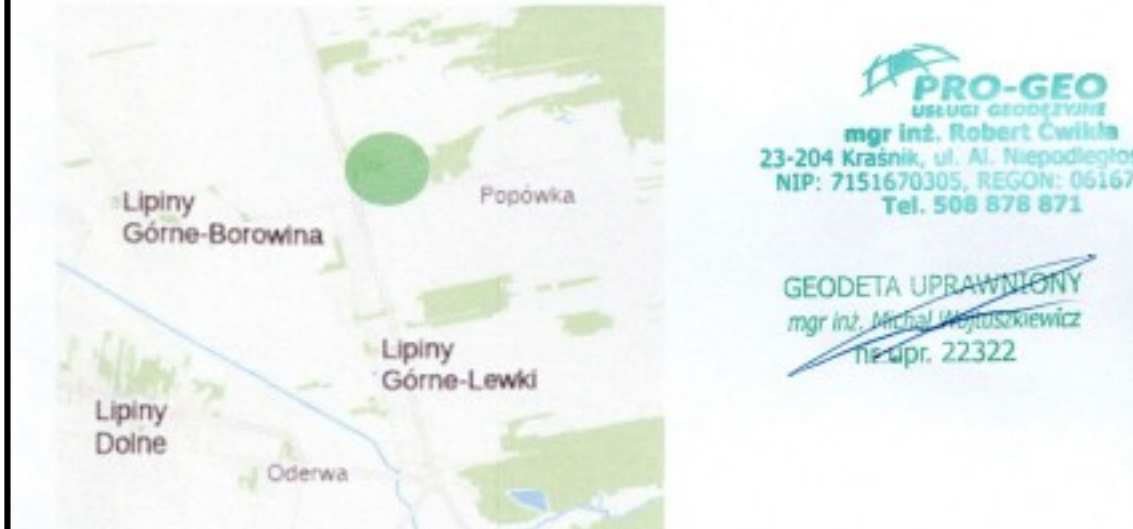 Lipiny
Górne-Borowina
Popówka
Lipiny
Górne-Lewki
Lipiny
Dolne
Oderwa
PRO-GEO
USŁUGI GEODEZYJNE
mgr inż. Robert Ćwikła
23-204 Kraśnik, ul. Al. Niepodległoś
NIP: 7151670305, REGON: 06167
Tel. 508 878 871
GEODETA UPRAWNIONY
mgr inż. Michał Wojtuszkiewicz
nr upr. 22322